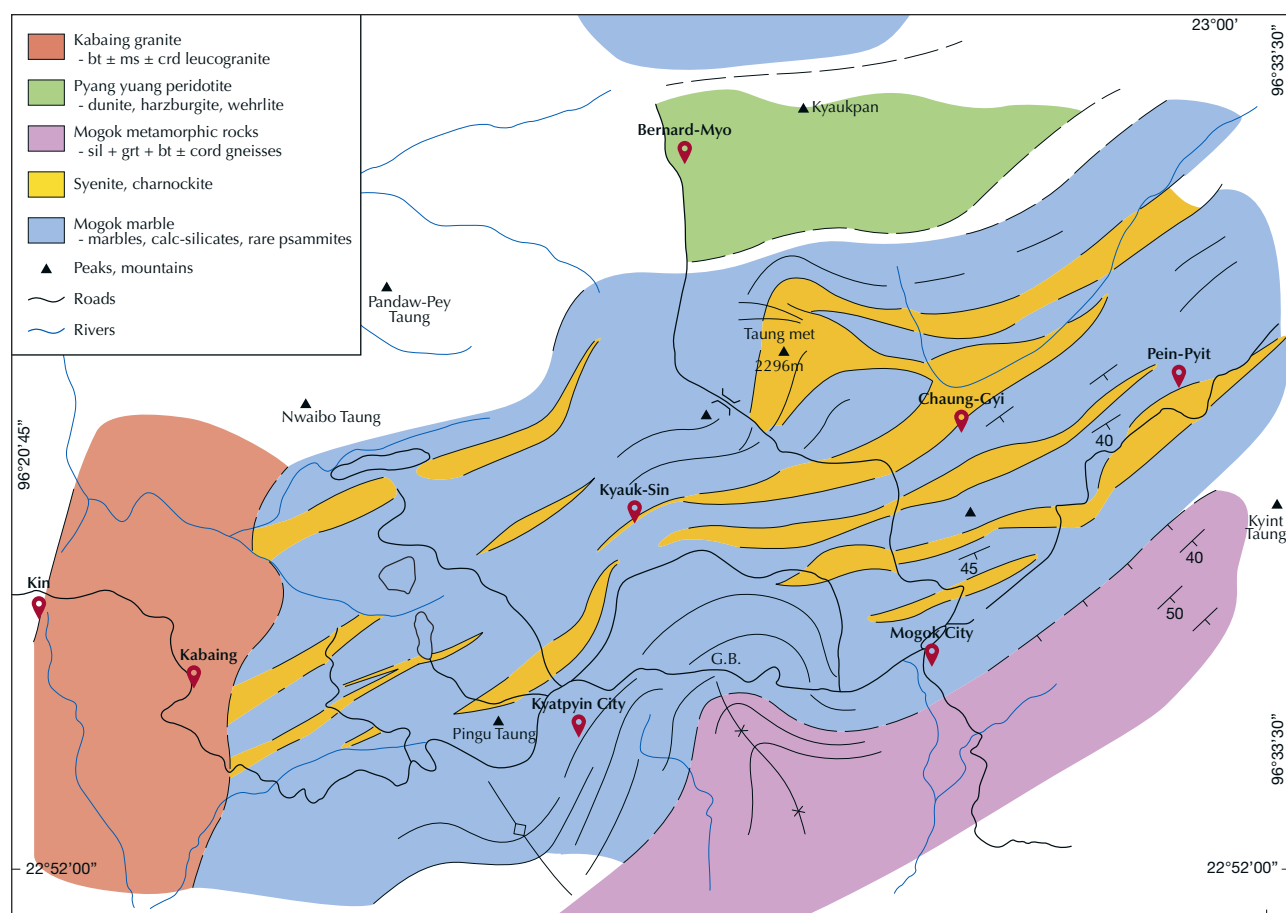 Kabaing granite
- bt ± ms ± crd leucogranite
Pyang yuang peridotite
- dunite, harzburgite, wehrlite
Mogok metamorphic rocks
- sil + grt + bt ± cord gneisses
Syenite, charnockite
Mogok marble
- marbles, calc-silicates, rare psammites
Peaks, mountains
Roads
Rivers
23°00'
96°33'30"
Kyaukpan
Bernard-Myo
Pandaw-Pey
Taung
Taung met
2296m
Pein-Pyit
Chaung-Gyi
Nwaibo Taung
40
96°20'45"
Kyauk-Sin
Kyint
Taung
40
45
Kin
50
Mogok City
Kabaing
G.B.
Kyatpyin City
Pingu Taung
96°33'30"
22°52'00"
22°52'00"